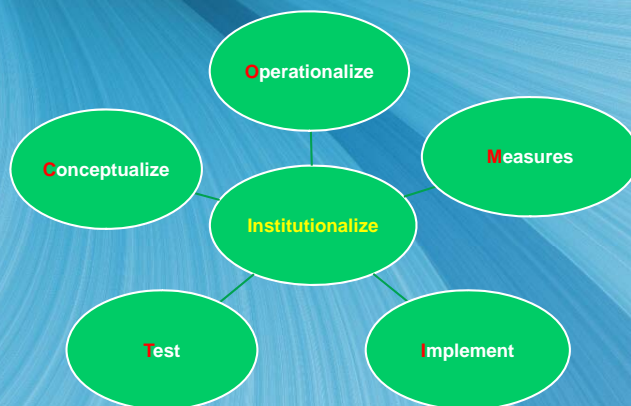 Operationalize
Conceptualize
Measures
Institutionalize
Test
Implement